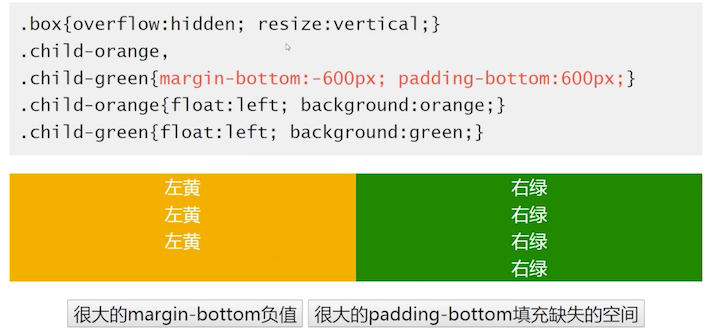 .box{overflow:hidden; resize:vertical;}
.child-orange,
.child-green{margin-bottom:-600px; padding-bottom:600px;}
.child-orange{float:left; background:orange;}
.child-green{float:left; background:green;}
左黄 右绿
左黄 右绿
左黄 右绿
右绿
很大的margin-bottom负值 很大的padding-bottom填充缺失的空间